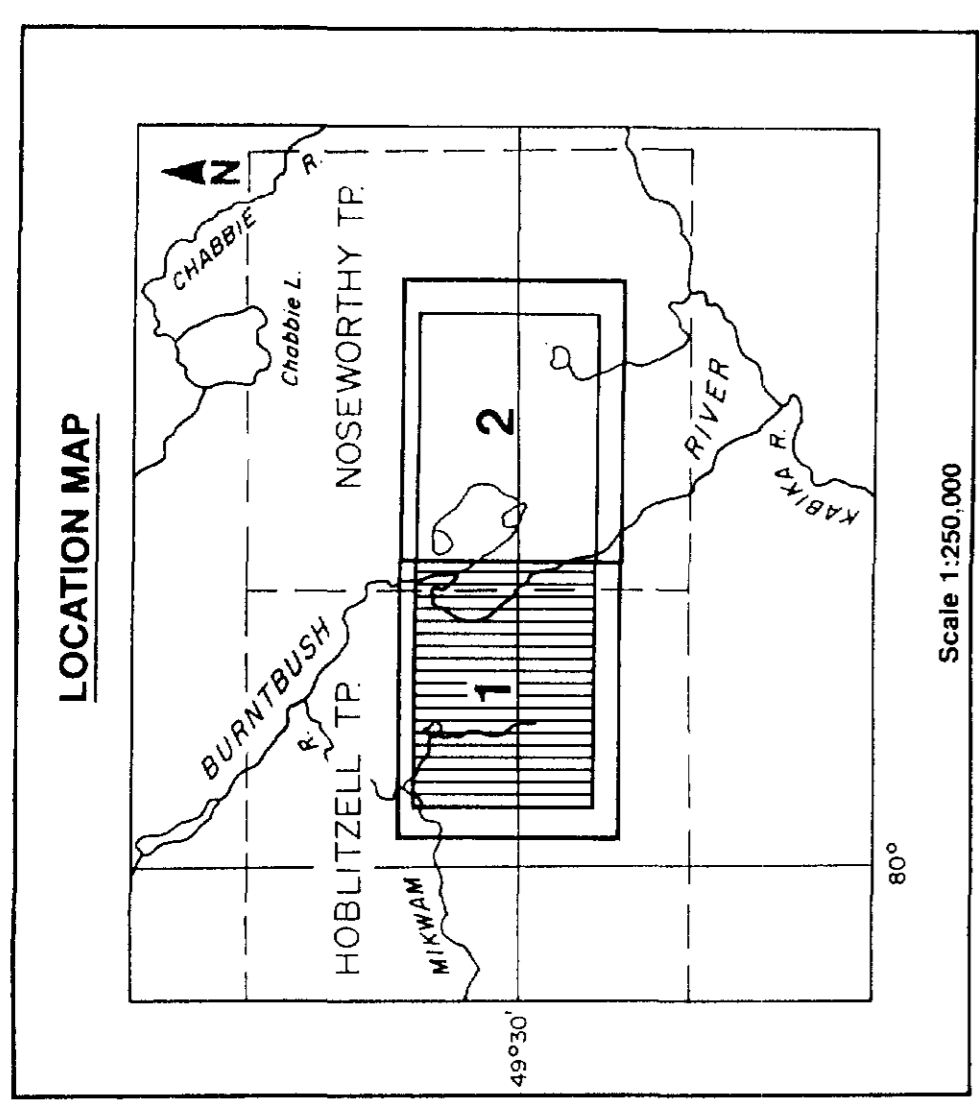 LOCATION MAP
N
CHABBIE
R.
Chabbie L.
BURNTBUSH
R.
HOBLITZELL TP.
NOSEWORTHY TP.
MIKWAM
1
2
49°30'
RIVER
KABIKA R.
80°
Scale 1:250,000